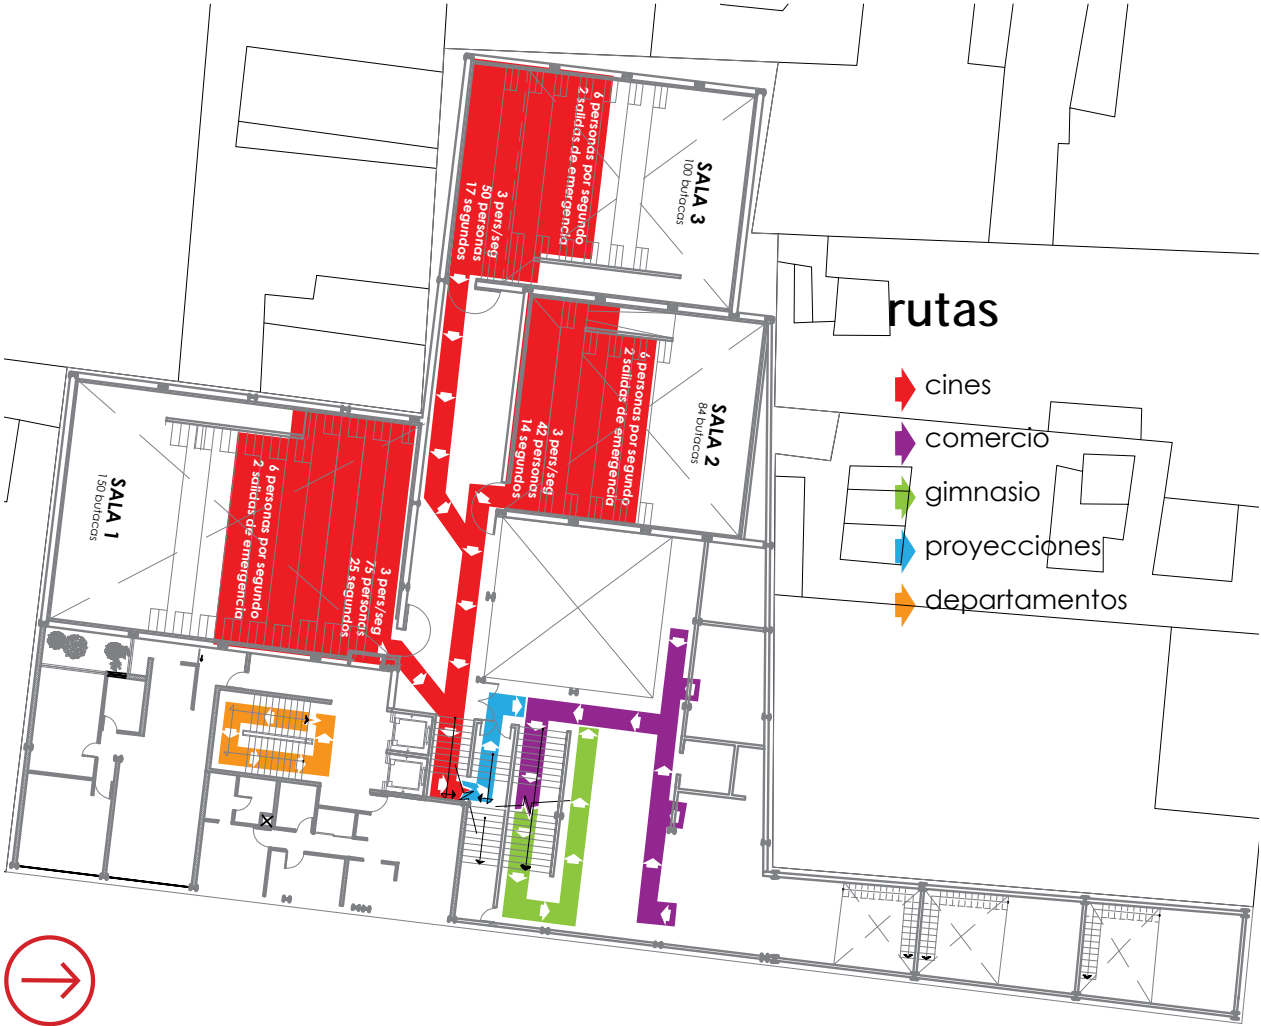 6 personas por segundo
2 salidas de emergencia
3 pers/seg
50 personas
17 segundos
SALA 3
100 butacas
rutas
cines
comercio
gimnasio
proyecciones
departamentos
6 personas por segundo
2 salidas de emergencia
3 pers/seg
42 personas
14 segundos
SALA 2
84 butacas
SALA 1
150 butacas
6 personas por segundo
2 salidas de emergencia
3 pers/seg
75 personas
25 segundos